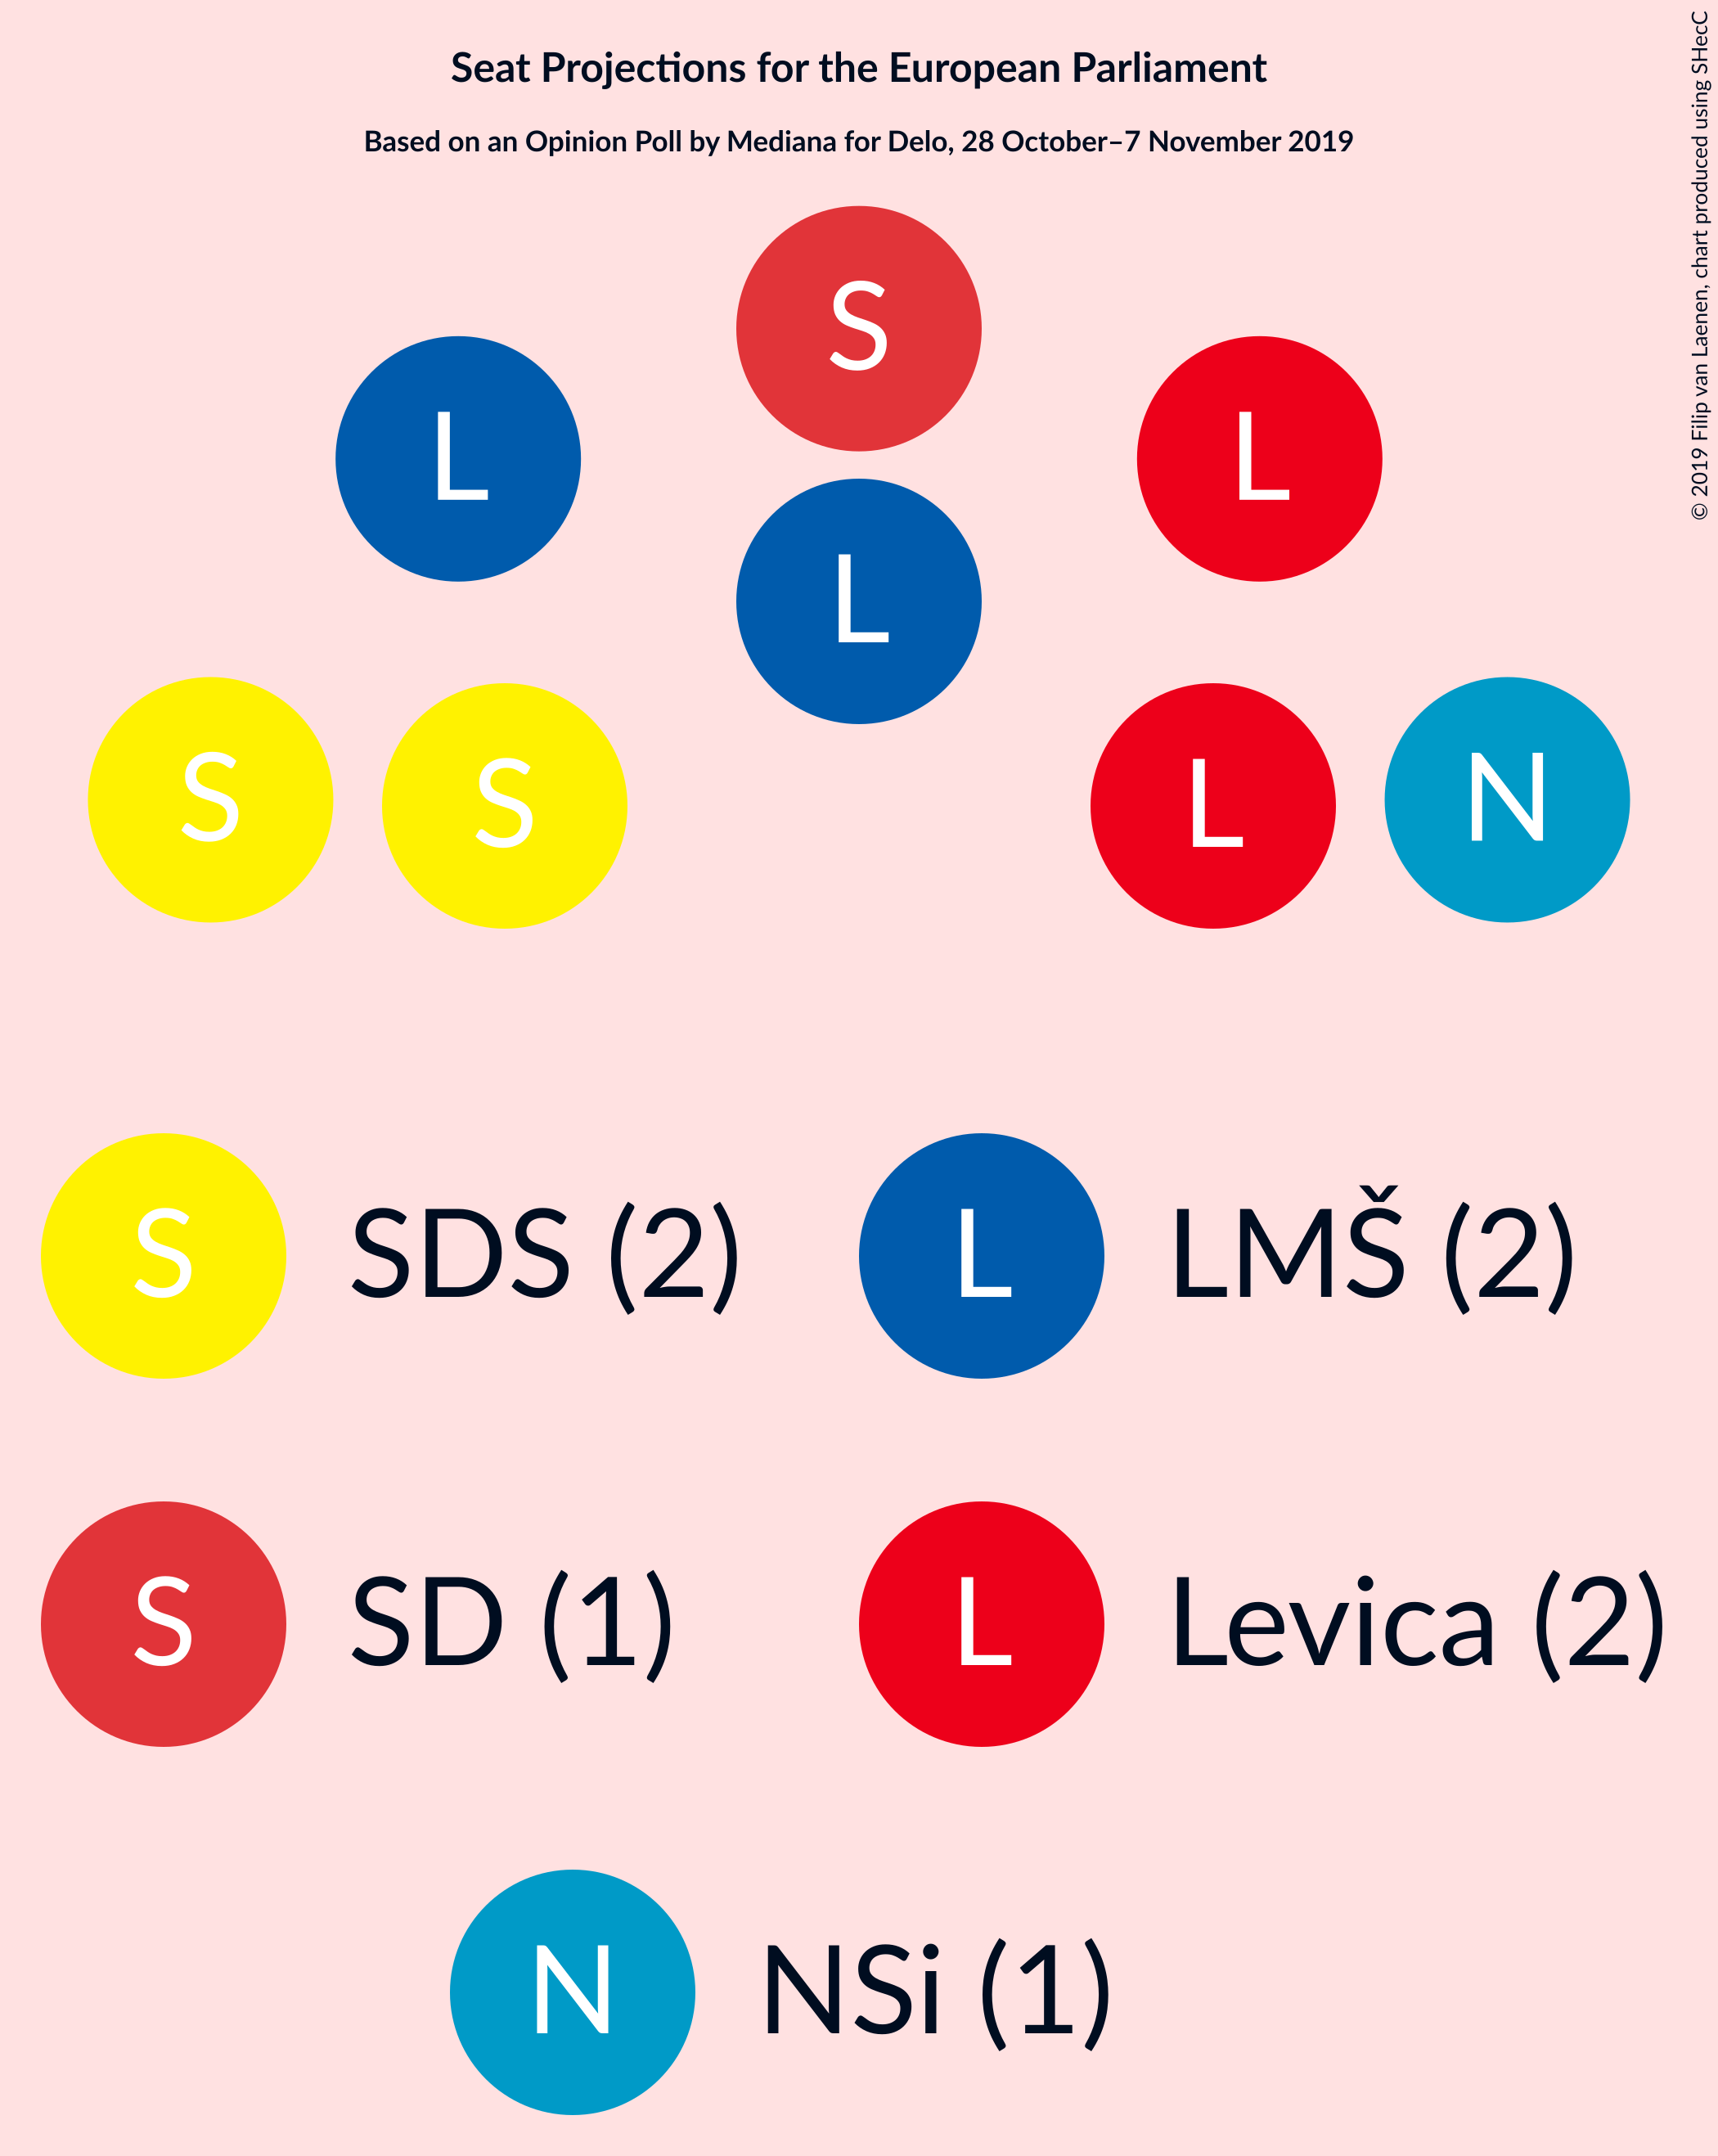 Seat Projections for the European Parliament
Based on an Opinion Poll by Mediana for Delo, 28 October–7 November 2019
© 2019 Filip van Laenen, chart produced using SHecC
S
L
L
L
S
S
L
N
S SDS (2)
L LMŠ (2)
S SD (1)
L Levica (2)
N NSi (1)